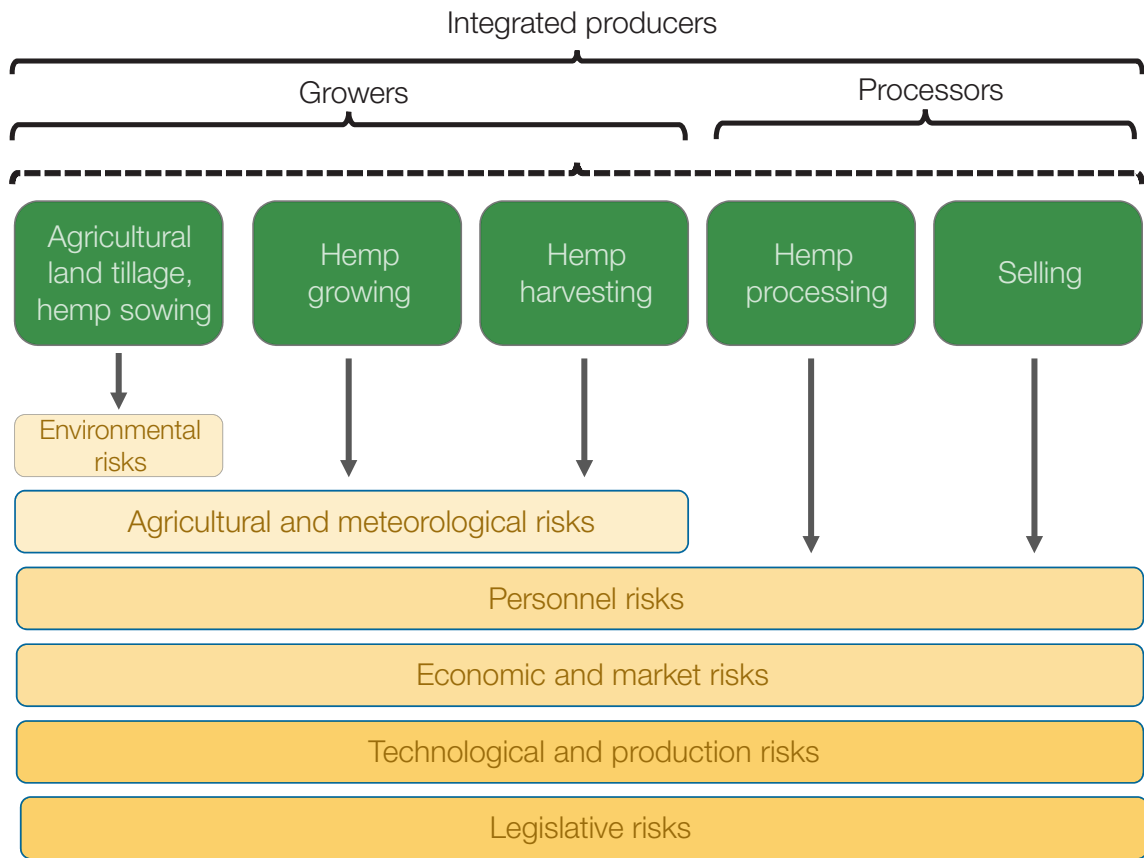 Integrated producers
Growers
Processors
Agricultural
land tillage,
hemp sowing
Hemp
growing
Hemp
harvesting
Hemp
processing
Selling
Environmental
risks
Agricultural and meteorological risks
Personnel risks
Economic and market risks
Technological and production risks
Legislative risks